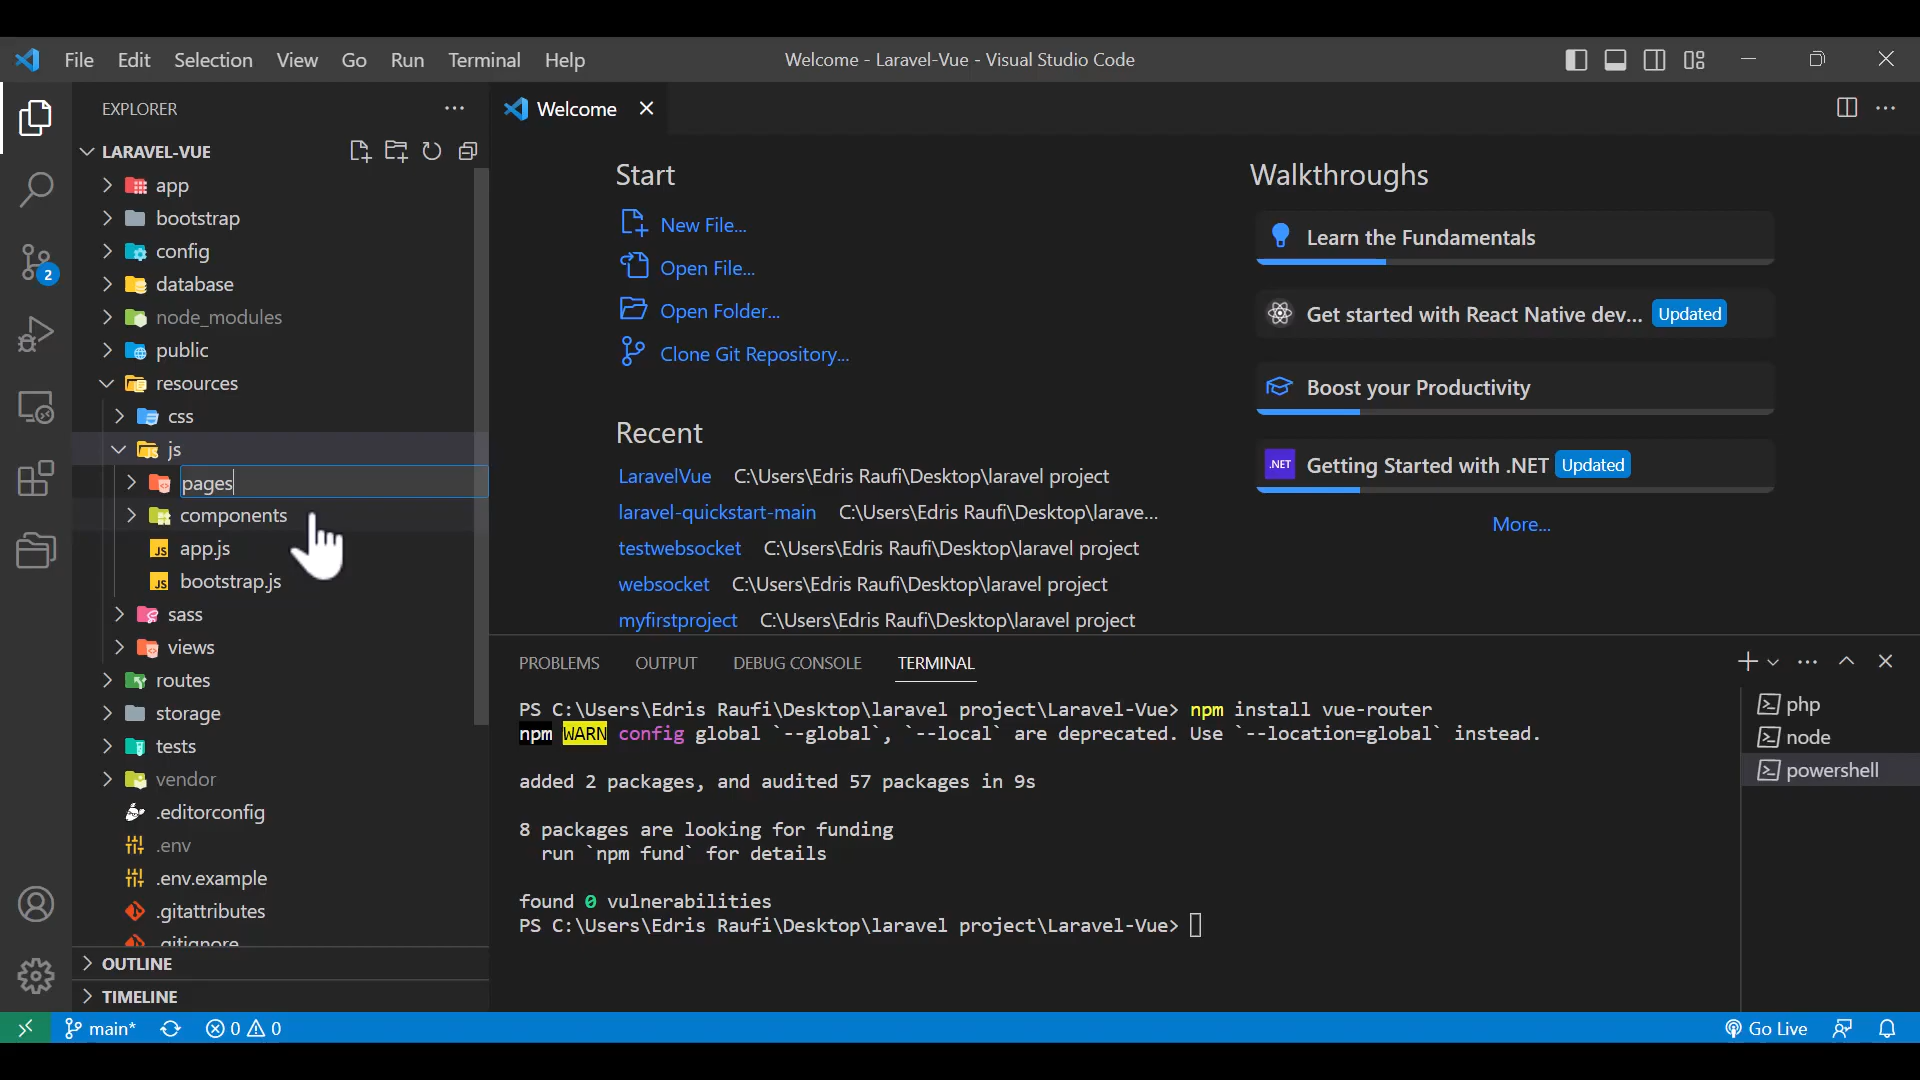 File Edit Selection View Go Run Terminal Help
Welcome - Laravel-Vue - Visual Studio Code
EXPLORER
LARAVEL-VUE
app
bootstrap
config
database
node_modules
public
resources
css
js
JS
pages
components
JS app.js
JS bootstrap.js
sass
views
routes
storage
tests
vendor
.editorconfig
.env
.env.example
.gitattributes
.gitignore
OUTLINE
TIMELINE
2
Welcome
Start
New File...
Open File...
Open Folder...
Clone Git Repository...
Recent
LaravelVue C:\Users\Edris Raufi\Desktop\laravel project
laravel-quickstart-main C:\Users\Edris Raufi\Desktop\larave...
testwebsocket C:\Users\Edris Raufi\Desktop\laravel project
websocket C:\Users\Edris Raufi\Desktop\laravel project
myfirstproject C:\Users\Edris Raufi\Desktop\laravel project
Walkthroughs
Learn the Fundamentals
Get started with React Native dev... Updated
Boost your Productivity
.NET Getting Started with .NET Updated
More...
PROBLEMS OUTPUT DEBUG CONSOLE TERMINAL
PS C:\Users\Edris Raufi\Desktop\laravel project\Laravel-Vue> npm install vue-router
npm WARN config global `--global`, `--local` are deprecated. Use `--location=global` instead.
added 2 packages, and audited 57 packages in 9s
8 packages are looking for funding
run `npm fund` for details
found 0 vulnerabilities
PS C:\Users\Edris Raufi\Desktop\laravel project\Laravel-Vue>
php
node
powershell
main* 0 0
Go Live